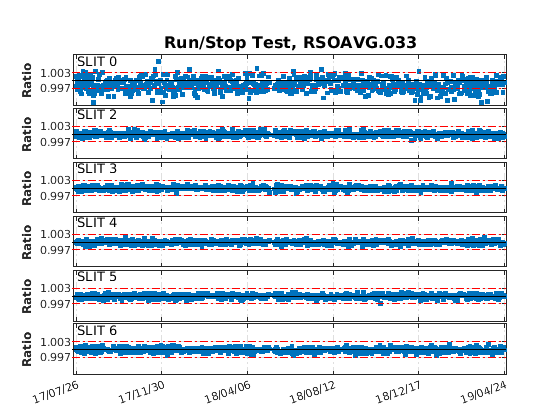 Run/Stop Test, RSOAVG.033
SLIT 0
Ratio
1.003
0.997
SLIT 2
Ratio
1.003
0.997
SLIT 3
Ratio
1.003
0.997
SLIT 4
Ratio
1.003
0.997
SLIT 5
Ratio
1.003
0.997
SLIT 6
Ratio
1.003
0.997
17/07/26 17/11/30 18/04/06 18/08/12 18/12/17 19/04/24